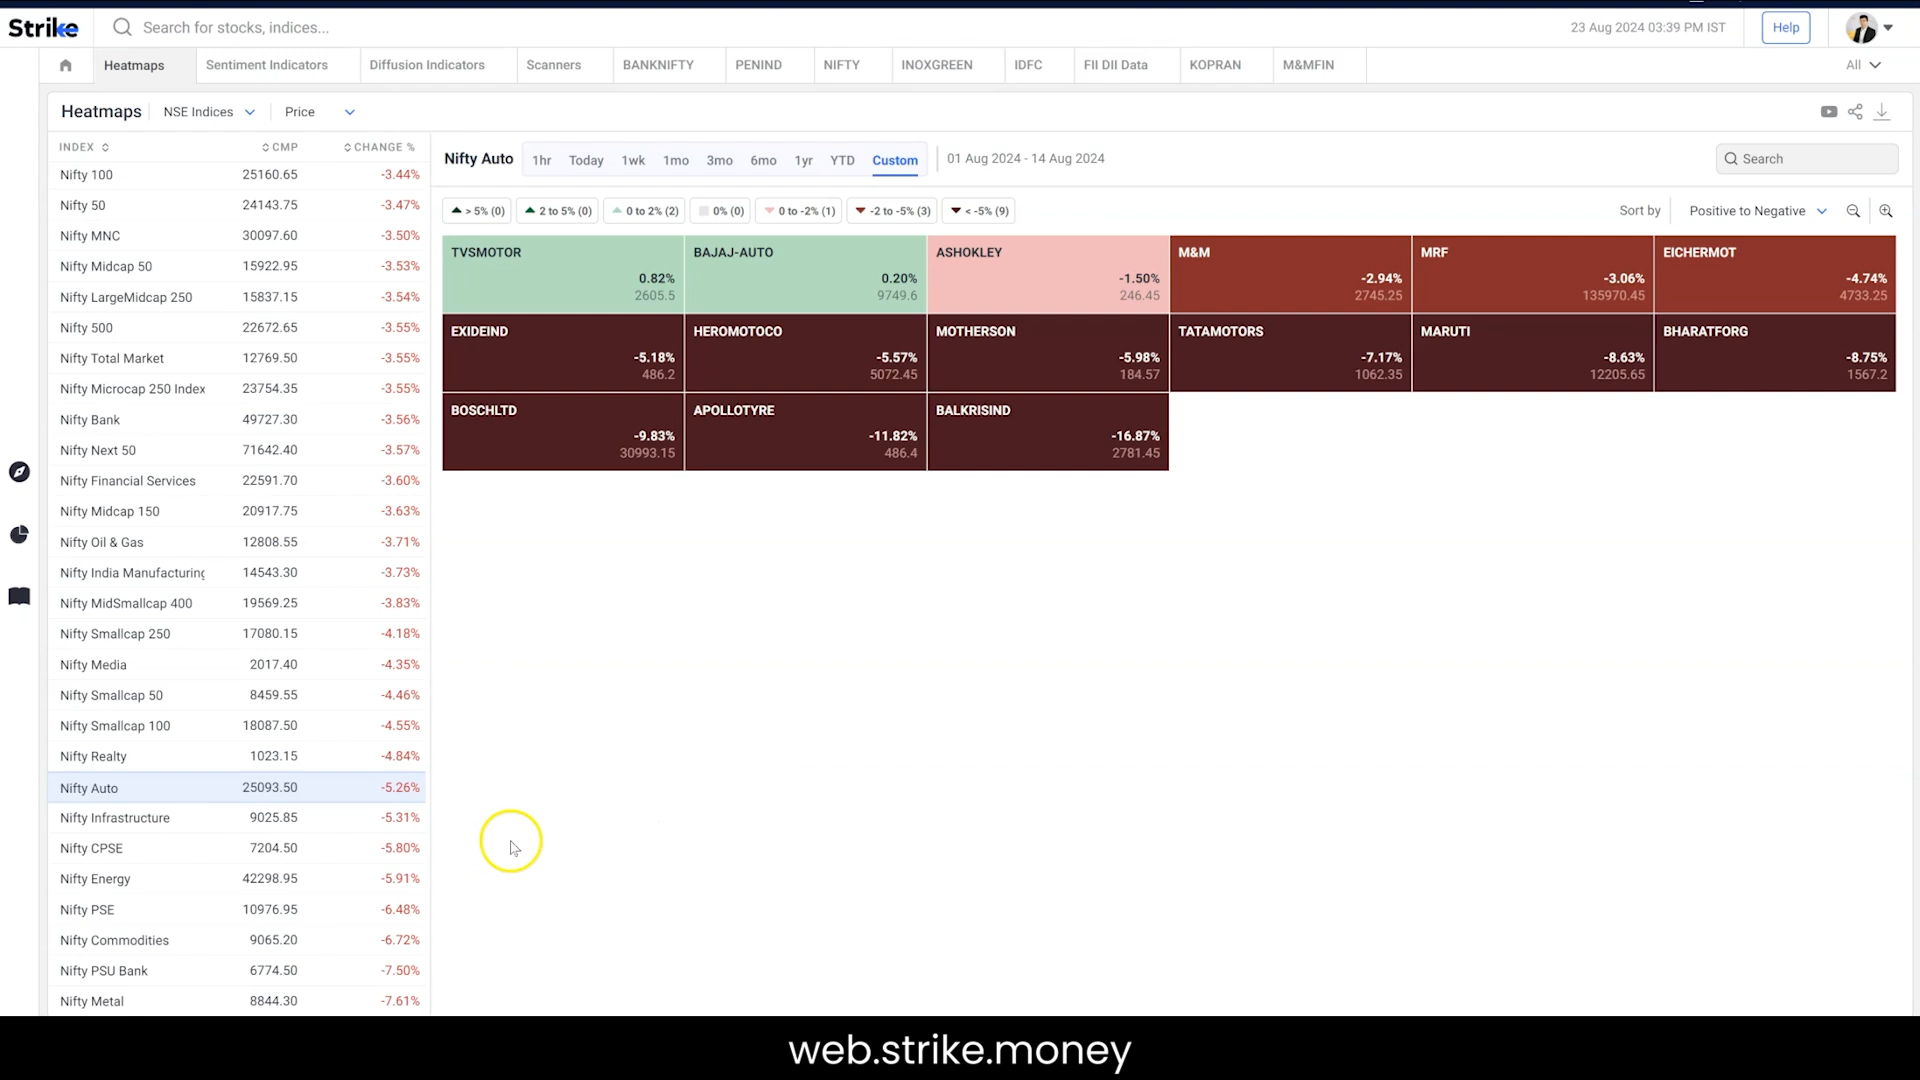 Strike
Search for stocks, indices...
23 Aug 2024 03:39 PM IST
Help
Heatmaps
Sentiment Indicators
Diffusion Indicators
Scanners
BANKNIFTY
PENIND
NIFTY
INOXGREEN
IDFC
FII DII Data
KOPRAN
M&MFIN
All
Heatmaps
NSE Indices
Price
INDEX CMP CHANGE %
Nifty 100 25160.65 -3.44%
Nifty 50 24143.75 -3.47%
Nifty MNC 30097.60 -3.50%
Nifty Midcap 50 15922.95 -3.53%
Nifty LargeMidcap 250 15837.15 -3.54%
Nifty 500 22672.65 -3.55%
Nifty Total Market 12769.50 -3.55%
Nifty Microcap 250 Index 23754.35 -3.55%
Nifty Bank 49727.30 -3.56%
Nifty Next 50 71642.40 -3.57%
Nifty Financial Services 22591.70 -3.60%
Nifty Midcap 150 20917.75 -3.63%
Nifty Oil & Gas 12808.55 -3.71%
Nifty India Manufacturing 14543.30 -3.73%
Nifty MidSmallcap 400 19569.25 -3.83%
Nifty Smallcap 250 17080.15 -4.18%
Nifty Media 2017.40 -4.35%
Nifty Smallcap 50 8459.55 -4.46%
Nifty Smallcap 100 18087.50 -4.55%
Nifty Realty 1023.15 -4.84%
Nifty Auto 25093.50 -5.26%
Nifty Infrastructure 9025.85 -5.31%
Nifty CPSE 7204.50 -5.80%
Nifty Energy 42298.95 -5.91%
Nifty PSE 10976.95 -6.48%
Nifty Commodities 9065.20 -6.72%
Nifty PSU Bank 6774.50 -7.50%
Nifty Metal 8844.30 -7.61%
Nifty Auto
1hr Today 1wk 1mo 3mo 6mo 1yr YTD Custom
01 Aug 2024 - 14 Aug 2024
Search
> 5% (0)
2 to 5% (0)
0 to 2% (2)
0% (0)
0 to -2% (1)
-2 to -5% (3)
< -5% (9)
Sort by
Positive to Negative
TVSMOTOR
0.82%
2605.5
BAJAJ-AUTO
0.20%
9749.6
ASHOKLEY
-1.50%
246.45
M&M
-2.94%
2745.25
MRF
-3.06%
135970.45
EICHERMOT
-4.74%
4733.25
EXIDEIND
-5.18%
486.2
HEROMOTOCO
-5.57%
5072.45
MOTHERSON
-5.98%
184.57
TATAMOTORS
-7.17%
1062.35
MARUTI
-8.63%
12205.65
BHARATFORG
-8.75%
1567.2
BOSCHLTD
-9.83%
30993.15
APOLLOTYRE
-11.82%
486.4
BALKRISIND
-16.87%
2781.45
web.strike.money